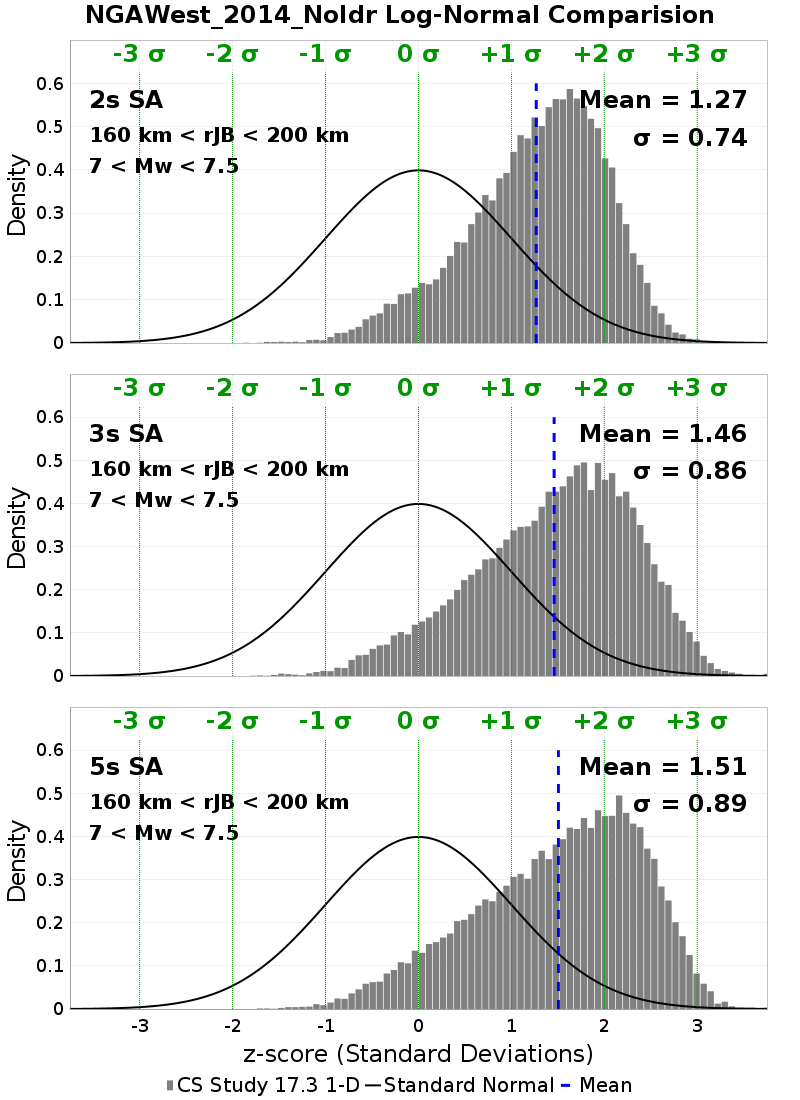 NGAWest_2014_NoIdr Log-Normal Comparision
-3 σ -2 σ -1 σ 0 σ +1 σ +2 σ +3 σ
2s SA Mean = 1.27
160 km < rJB < 200 km σ = 0.74
7 < Mw < 7.5
Density
0.6
0.5
0.4
0.3
0.2
0.1
0
-3 σ -2 σ -1 σ 0 σ +1 σ +2 σ +3 σ
3s SA Mean = 1.46
160 km < rJB < 200 km σ = 0.86
7 < Mw < 7.5
Density
0.6
0.5
0.4
0.3
0.2
0.1
0
-3 σ -2 σ -1 σ 0 σ +1 σ +2 σ +3 σ
5s SA Mean = 1.51
160 km < rJB < 200 km σ = 0.89
7 < Mw < 7.5
Density
0.6
0.5
0.4
0.3
0.2
0.1
0
-3 -2 -1 0 1 2 3
z-score (Standard Deviations)
CS Study 17.3 1-D Standard Normal Mean